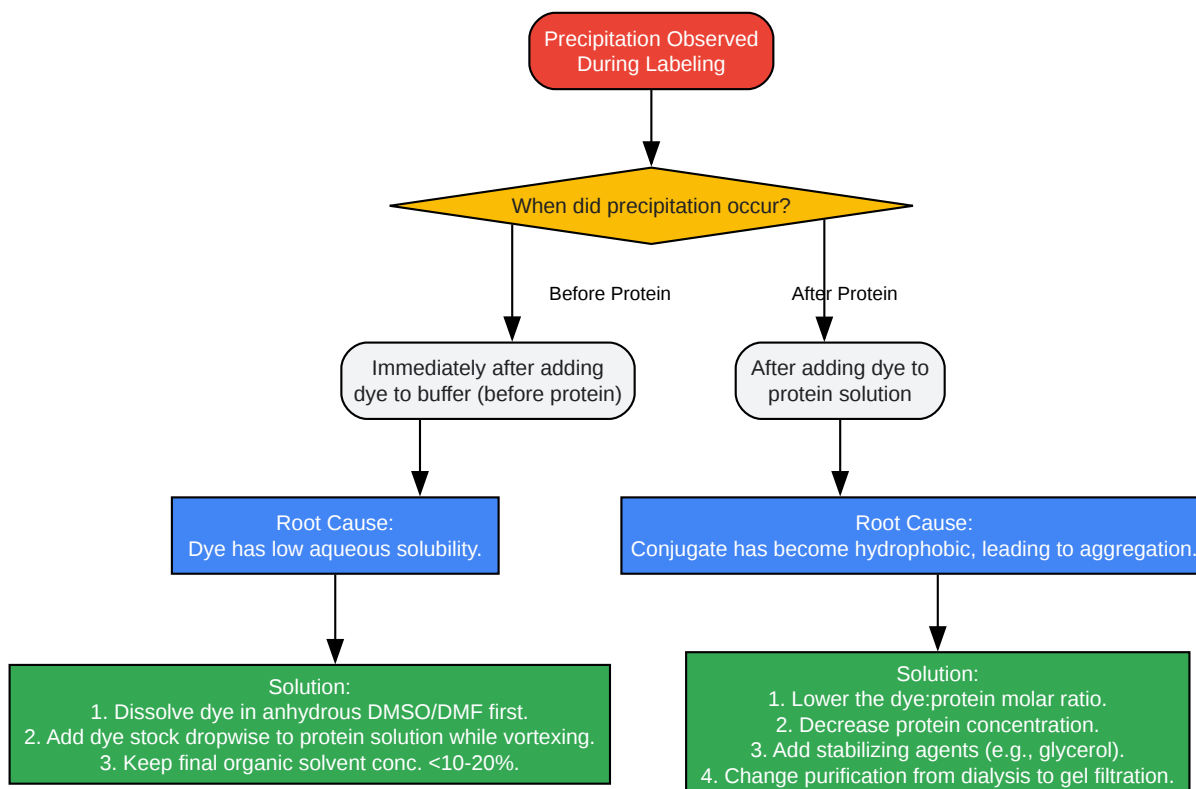 Precipitation Observed
During Labeling
When did precipitation occur?
Before Protein
After Protein
Immediately after adding
dye to buffer (before protein)
After adding dye to
protein solution
Root Cause:
Dye has low aqueous solubility.
Root Cause:
Conjugate has become hydrophobic, leading to aggregation.
Solution:
1. Dissolve dye in anhydrous DMSO/DMF first.
2. Add dye stock dropwise to protein solution while vortexing.
3. Keep final organic solvent conc. <10-20%.
Solution:
1. Lower the dye:protein molar ratio.
2. Decrease protein concentration.
3. Add stabilizing agents (e.g., glycerol).
4. Change purification from dialysis to gel filtration.